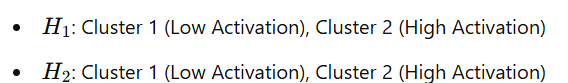 • H₁: Cluster 1 (Low Activation), Cluster 2 (High Activation)
• H₂: Cluster 1 (Low Activation), Cluster 2 (High Activation)